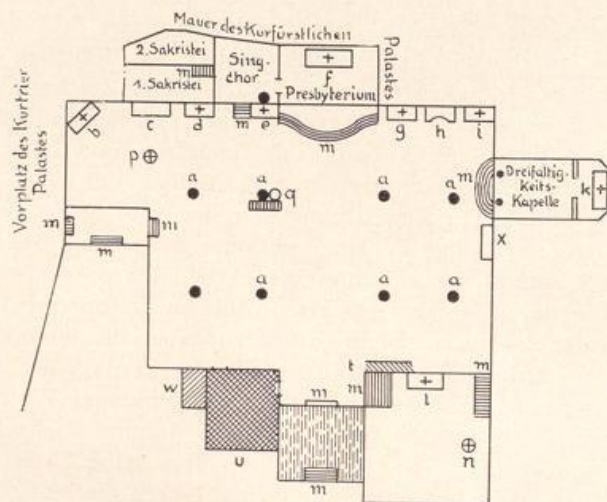 Mauer des Kurfürstlichen
Palastes
Vorplatz des Kurtrier
Palastes
2. Sakristei
1. Sakristei
m
Sing-
chor
f
Presbyterium
b
c
d
m
e
m
g
h
i
p
a
a
q
a
a
m
Dreifaltig-
keits-
Kapelle
k
m
m
m
x
a
a
a
t
m
w
m
m
l
u
m
n